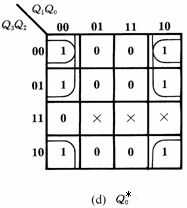 Q₁Q₀
Q₃Q₂
00 01 11 10
00 1 0 0 1
01 1 0 0 1
11 0 × × ×
10 1 0 0 1
(d) Q₀*